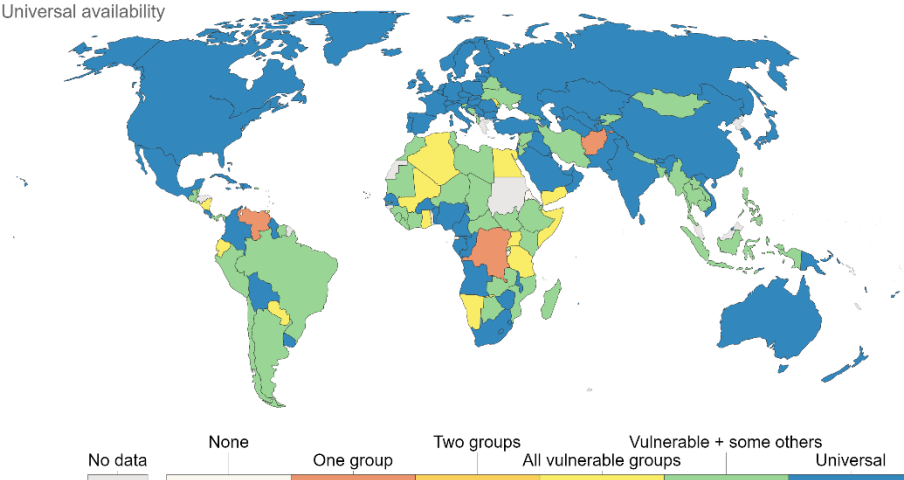 Universal availability
None
Two groups
Vulnerable + some others
No data
One group
All vulnerable groups
Universal